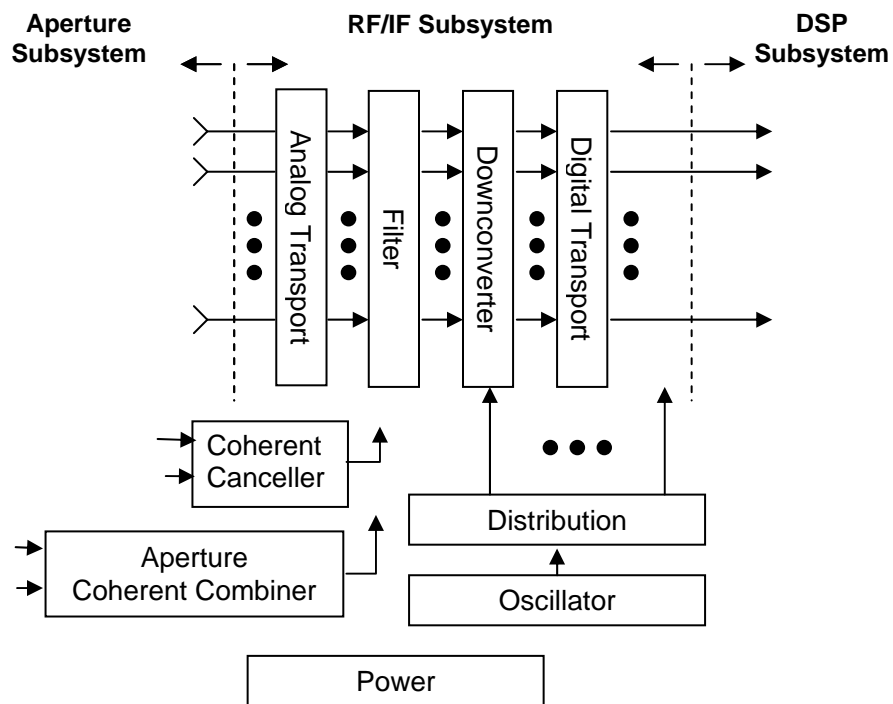 Aperture
Subsystem
RF/IF Subsystem
DSP
Subsystem
Analog Transport
Filter
Downconverter
Digital Transport
Coherent
Canceller
Distribution
Aperture
Coherent Combiner
Oscillator
Power